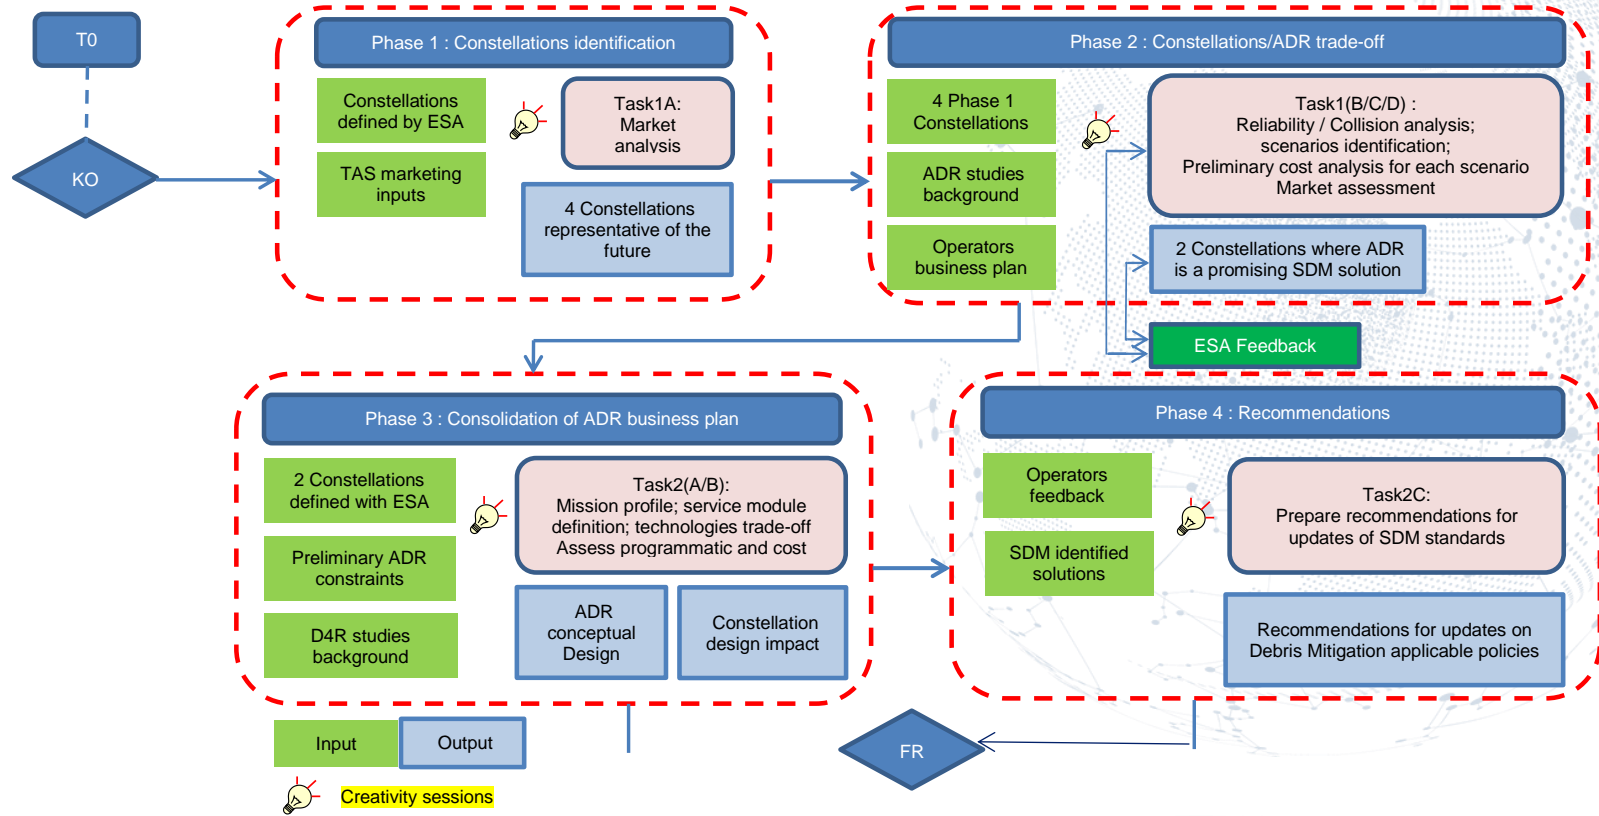 T0
KO
Phase 1 : Constellations identification
Constellations
defined by ESA
TAS marketing
inputs
Task1A:
Market
analysis
4 Constellations
representative of the
future
Phase 2 : Constellations/ADR trade-off
4 Phase 1
Constellations
ADR studies
background
Operators
business plan
Task1(B/C/D) :
Reliability / Collision analysis;
scenarios identification;
Preliminary cost analysis for each scenario
Market assessment
2 Constellations where ADR
is a promising SDM solution
ESA Feedback
Phase 3 : Consolidation of ADR business plan
2 Constellations
defined with ESA
Preliminary ADR
constraints
D4R studies
background
Task2(A/B):
Mission profile; service module
definition; technologies trade-off
Assess programmatic and cost
ADR
conceptual
Design
Constellation
design impact
Phase 4 : Recommendations
Operators
feedback
SDM identified
solutions
Task2C:
Prepare recommendations for
updates of SDM standards
Recommendations for updates on
Debris Mitigation applicable policies
Input
Output
Creativity sessions
FR